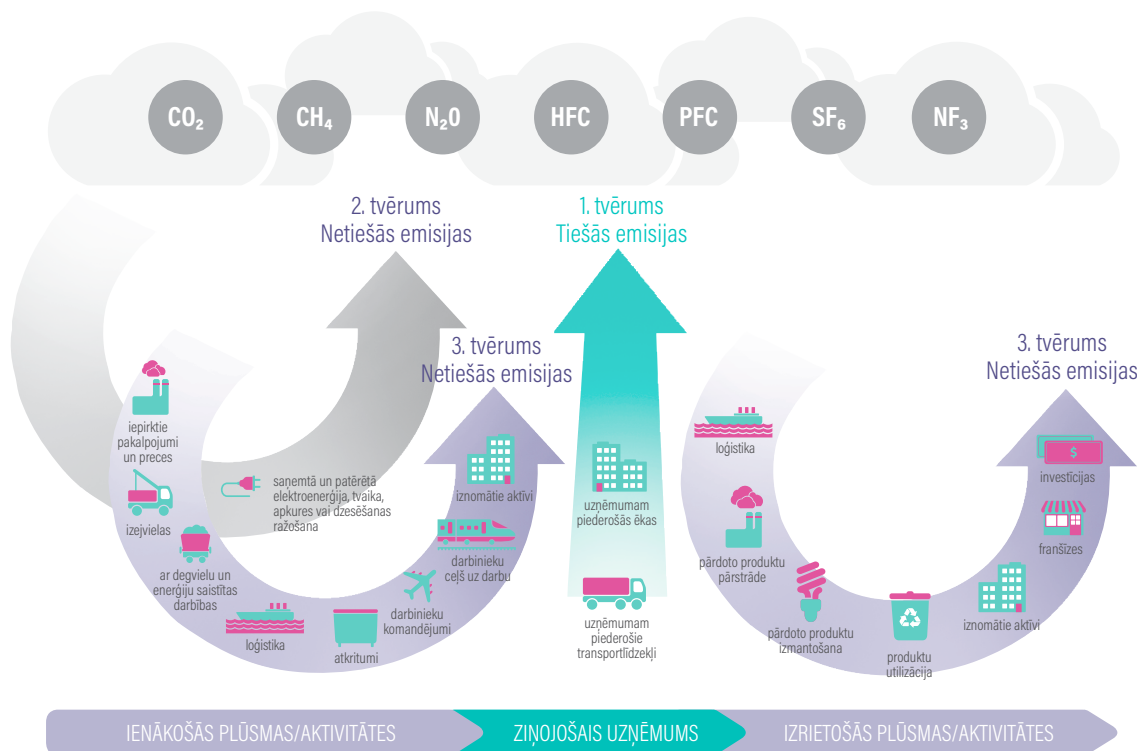 CO₂
CH₄
N₂0
HFC
PFC
SF₆
NF₃
2. tvērums
Netiešās emisijas
1. tvērums
Tiešās emisijas
3. tvērums
Netiešās emisijas
3. tvērums
Netiešās emisijas
iepirktie
pakalpojumi
un preces
izejvielas
ar degvielu un
enerģiju saistītas
darbības
loģistika
atkritumi
darbinieku
komandējumi
darbinieku
ceļš uz darbu
iznomātie aktīvi
saņemtā un patērētā
elektroenerģija, tvaika,
apkures vai dzesēšanas
ražošana
uzņēmumam
piederošās ēkas
uzņēmumam
piederošie
transportlīdzekļi
loģistika
pārdoto produktu
pārstrāde
pārdoto produktu
izmantošana
produktu
utilizācija
iznomātie aktīvi
franšīzes
$
investīcijas
IENĀKOŠĀS PLŪSMAS/AKTIVITĀTES
ZIŅOJOŠAIS UZŅĒMUMS
IZRIETOŠĀS PLŪSMAS/AKTIVITĀTES